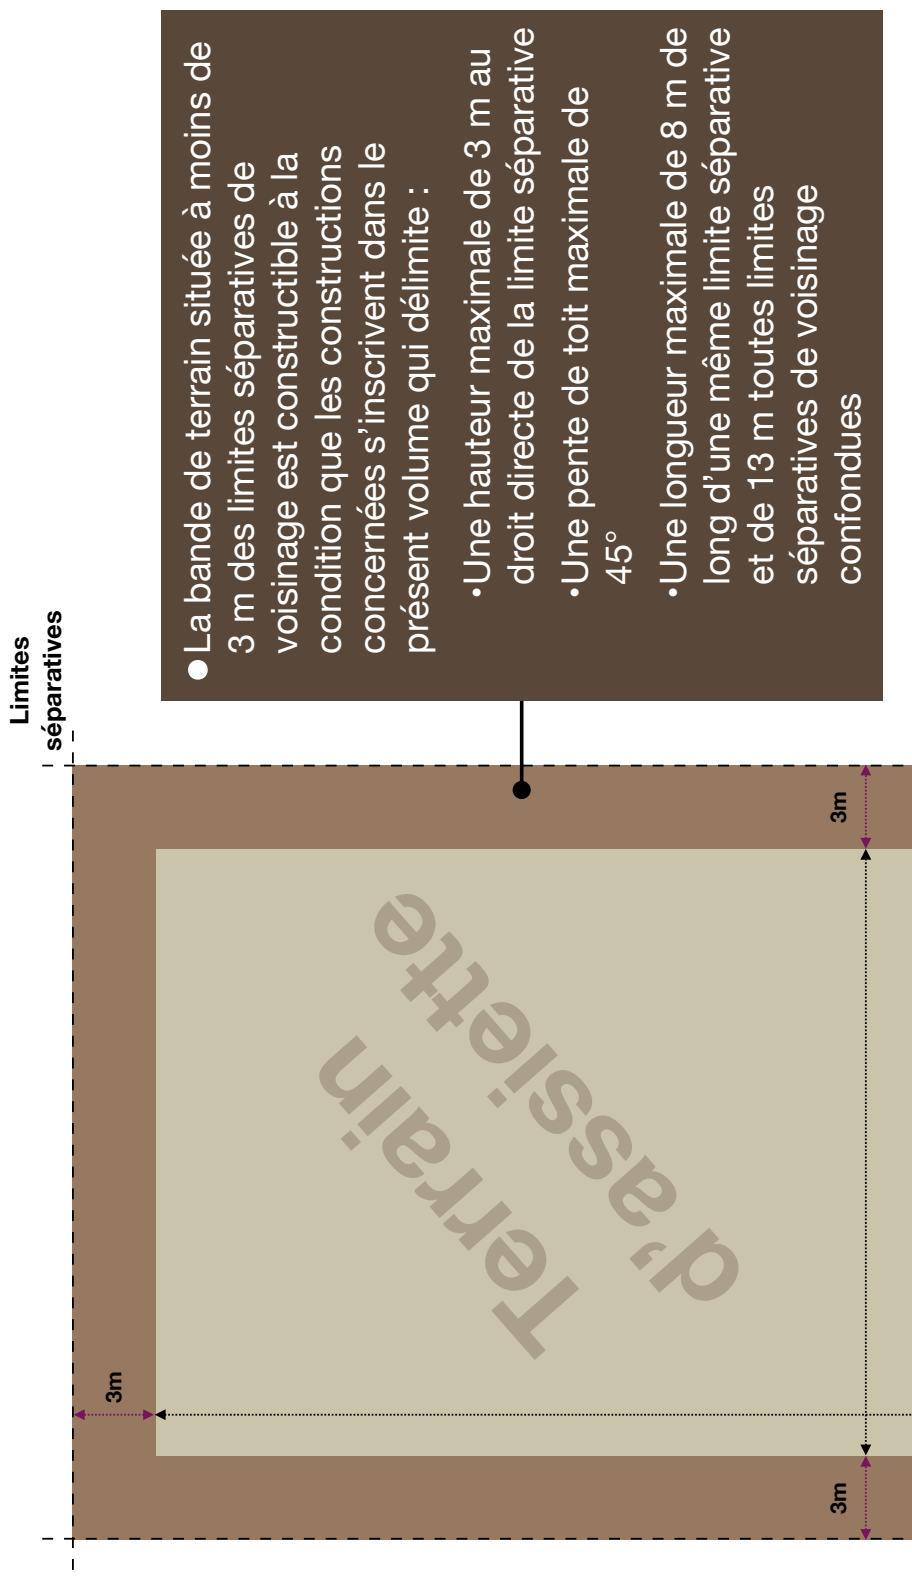 Limites
séparatives
●La bande de terrain située à moins de
3 m des limites séparatives de
voisinage est constructible à la
condition que les constructions
concernées s’inscrivent dans le
présent volume qui délimite :
•Une hauteur maximale de 3 m au
droit directe de la limite séparative
•Une pente de toit maximale de
45°
•Une longueur maximale de 8 m de
long d’une même limite séparative
et de 13 m toutes limites
séparatives de voisinage
confondues
3m
Terrain
d’assiette
3m
3m